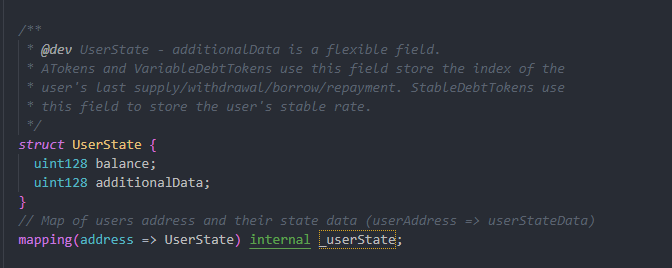 /**
* @dev UserState - additionalData is a flexible field.
* ATokens and VariableDebtTokens use this field store the index of the
* user's last supply/withdrawal/borrow/repayment. StableDebtTokens use
* this field to store the user's stable rate.
*/
struct UserState {
uint128 balance;
uint128 additionalData;
}
// Map of users address and their state data (userAddress => userStateData)
mapping(address => UserState) internal _userState;